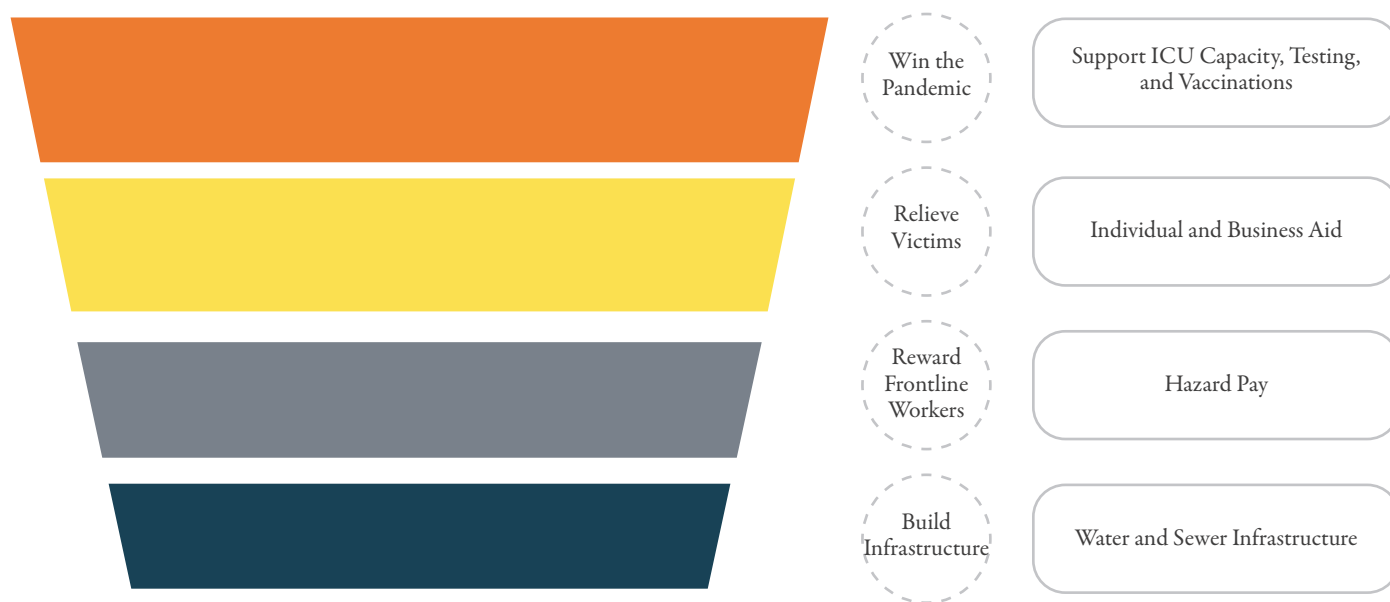 Win the
Pandemic
Support ICU Capacity, Testing,
and Vaccinations
Relieve
Victims
Individual and Business Aid
Reward
Frontline
Workers
Hazard Pay
Build
Infrastructure
Water and Sewer Infrastructure